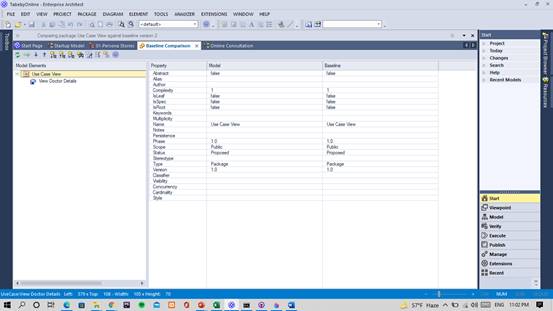 TabebyOnline - Enterprise Architect
FILE EDIT VIEW PROJECT PACKAGE DIAGRAM ELEMENT TOOLS ANALYZER EXTENSIONS WINDOW HELP
<default>
Comparing package Use Case View against baseline version 2
Start Page Startup Model 01-Persona Stories Baseline Comparison Online Consultation
Toolbox
Model Elements
Use Case View
View Doctor Details
Property Model Baseline
Abstract false false
Alias
Author
Complexity 1 1
IsLeaf false false
IsSpec false false
IsRoot false false
Keywords
Multiplicity
Name Use Case View Use Case View
Notes
Persistence
Phase 1.0 1.0
Scope Public Public
Status Proposed Proposed
Stereotype
Type Package Package
Version 1.0 1.0
Classifier
Visibility
Concurrency
Cardinality
Style
Start
Project
Today
Changes
Search
Help
Recent Models
Start
Viewpoint
Model
Verify
Execute
Publish
Manage
Extensions
Recent
Project Browser
Resources
UseCase:View Doctor Details Left: 379 x Top: 108 - Width: 105 x Height: 70
NUM
57°F Haze
ENG
11:02 PM